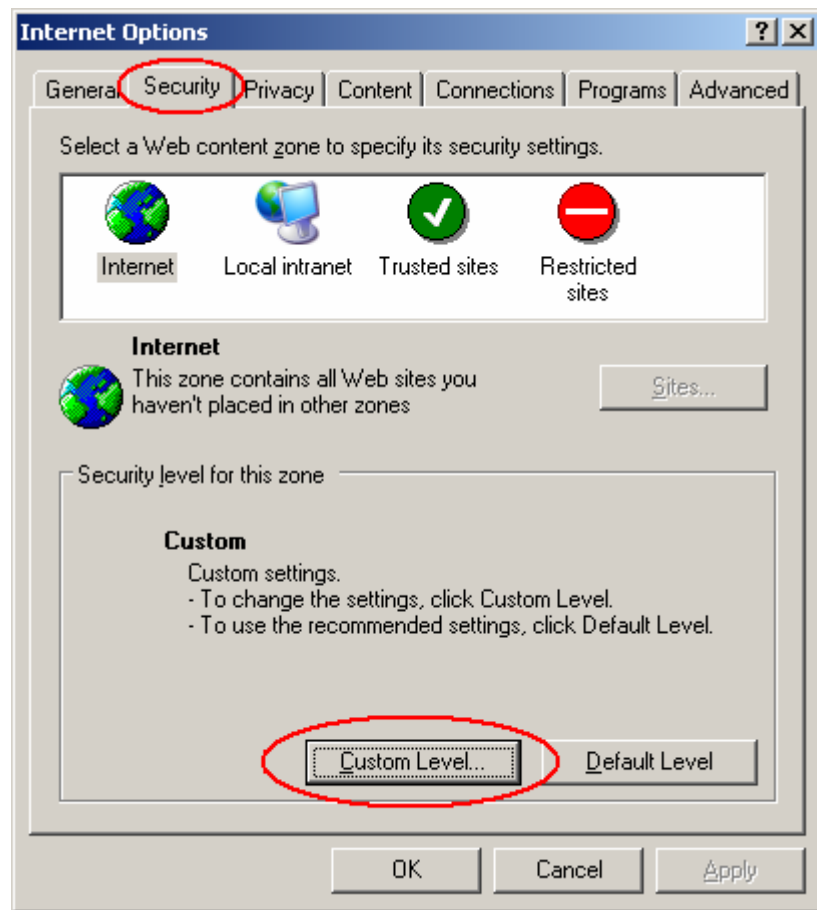 Internet Options
General Security Privacy Content Connections Programs Advanced
Select a Web content zone to specify its security settings.
Internet Local intranet Trusted sites Restricted
sites
Internet
This zone contains all Web sites you
haven't placed in other zones
Sites...
Security level for this zone
Custom
Custom settings.
- To change the settings, click Custom Level.
- To use the recommended settings, click Default Level.
Custom Level... Default Level
OK Cancel Apply